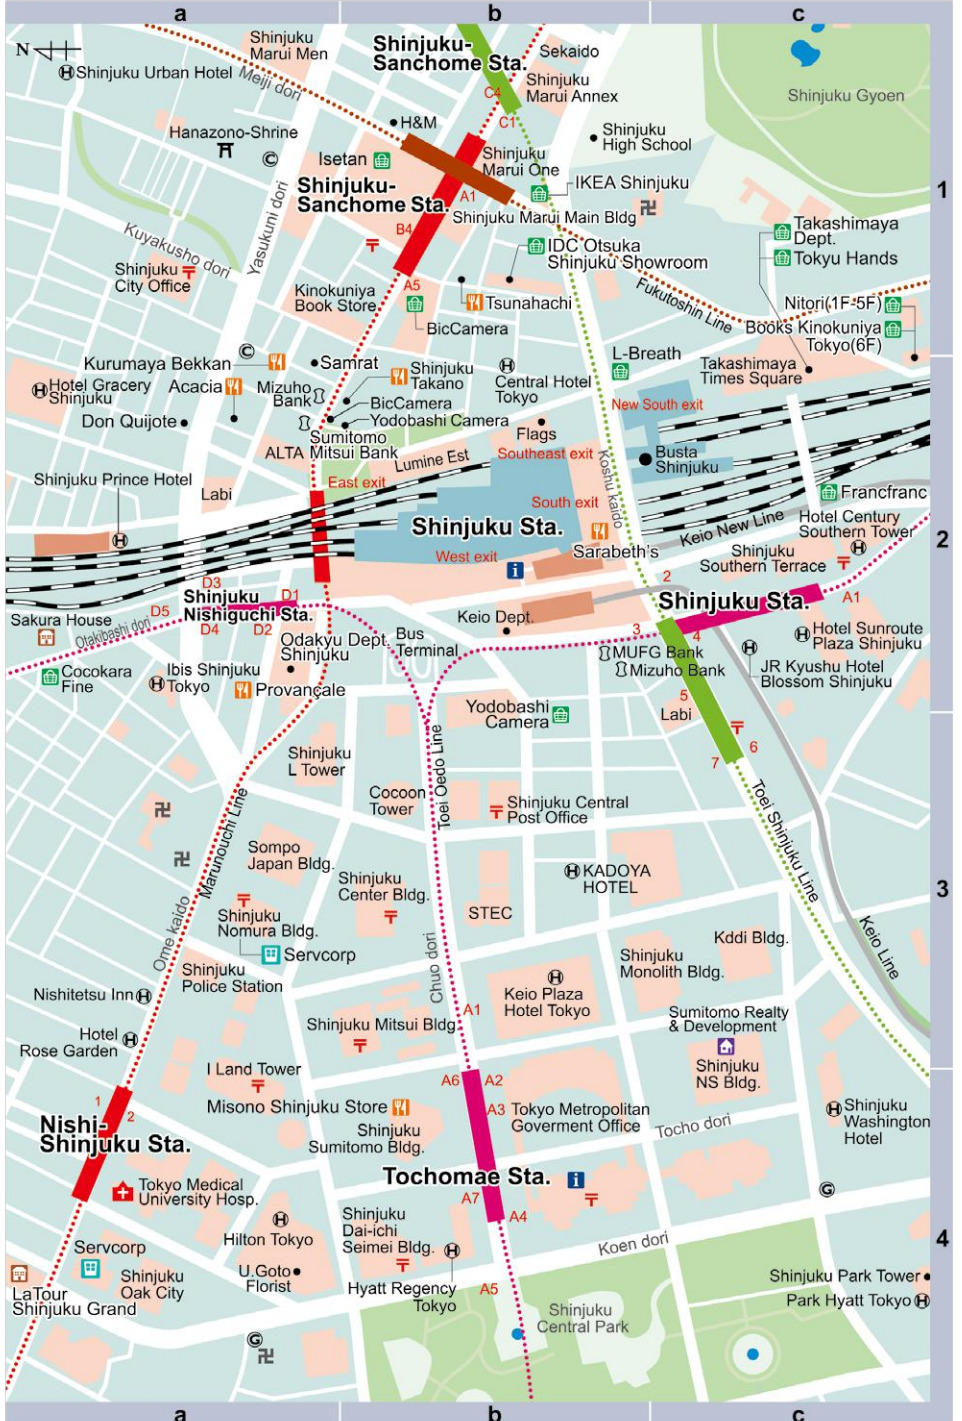 a
b
c
N
Shinjuku
Marui Men
Shinjuku-
Sanchome Sta.
Sekaido
Shinjuku Urban Hotel
Meiji dori
C4
Shinjuku
Marui Annex
Shinjuku Gyoen
H&M
C1
Hanazono-Shrine
Shinjuku
High School
Isetan
Shinjuku
Marui One
Shinjuku-
Sanchome Sta.
A1
IKEA Shinjuku
1
Shinjuku Marui Main Bldg
Yasukuni dori
Kuyakusho dori
B4
Takashimaya
Dept.
Tokyu Hands
IDC Otsuka
Shinjuku Showroom
Shinjuku
City Office
Kinokuniya
Book Store
A5
Tsunahachi
Fukutoshin Line
Nitori(1F-5F)
BicCamera
Books Kinokuniya
Tokyo(6F)
L-Breath
Kurumaya Bekkan
Samrat
Shinjuku
Takano
Central Hotel
Tokyo
Takashimaya
Times Square
Hotel Gracery
Shinjuku
Acacia
Mizuho
Bank
BicCamera
New South exit
Don Quijote
Yodobashi Camera
Sumitomo
Mitsui Bank
ALTA
Flags
Lumine Est
Southeast exit
Koshu kaido
Busta
Shinjuku
Shinjuku Prince Hotel
East exit
Labi
South exit
Francfranc
Shinjuku Sta.
Keio New Line
Hotel Century
Southern Tower
2
West exit
Sarabeth's
Shinjuku
Southern Terrace
D3
Shinjuku
Nishiguchi Sta.
D1
2
Shinjuku Sta.
A1
D5
Sakura House
Otakibashi dori
D4
D2
Keio Dept.
3
4
Hotel Sunroute
Plaza Shinjuku
Odakyu Dept.
Shinjuku
Bus
Terminal
MUFG Bank
Mizuho Bank
JR Kyushu Hotel
Blossom Shinjuku
Cocokara
Fine
Ibis Shinjuku
Tokyo
Provançale
5
Yodobashi
Camera
Labi
6
7
Shinjuku
L Tower
Toei Oedo Line
Cocoon
Tower
Shinjuku Central
Post Office
Toei Shinjuku Line
Marunouchi Line
Sompo
Japan Bldg.
Shinjuku
Center Bldg.
KADOYA
HOTEL
3
Shinjuku
Nomura Bldg.
STEC
Ome kaido
Servcorp
Chuo dori
Kddi Bldg.
Keio Line
Shinjuku
Police Station
Shinjuku
Monolith Bldg.
Nishitetsu Inn
Keio Plaza
Hotel Tokyo
A1
Shinjuku Mitsui Bldg.
Sumitomo Realty
& Development
Hotel
Rose Garden
Shinjuku
NS Bldg.
I Land Tower
A6
A2
1
2
Misono Shinjuku Store
A3
Tokyo Metropolitan
Goverment Office
Shinjuku
Washington
Hotel
Nishi-
Shinjuku Sta.
Shinjuku
Sumitomo Bldg.
Tocho dori
Tochomae Sta.
Tokyo Medical
University Hosp.
A7
A4
Shinjuku
Dai-ichi
Seimei Bldg.
Hilton Tokyo
Koen dori
4
Servcorp
U.Goto
Florist
Shinjuku
Oak City
Hyatt Regency
Tokyo
A5
Shinjuku Park Tower
LaTour
Shinjuku Grand
Park Hyatt Tokyo
Shinjuku
Central Park
a
b
c